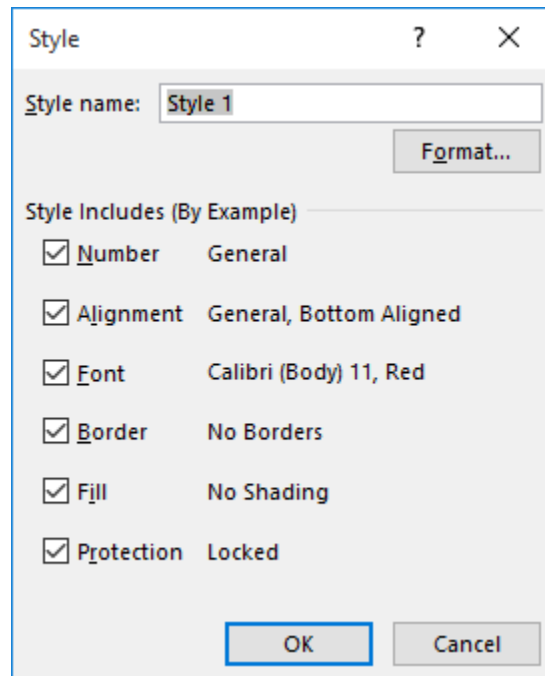 Style ? ×
Style name: Style 1
Format...
Style Includes (By Example)
Number General
Alignment General, Bottom Aligned
Font Calibri (Body) 11, Red
Border No Borders
Fill No Shading
Protection Locked
OK Cancel